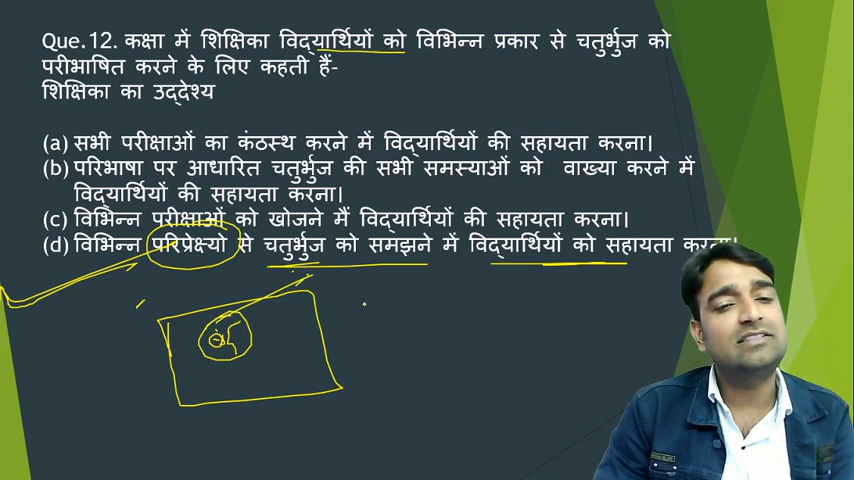 Que.12. कक्षा में शिक्षिका विद्यार्थियों को विभिन्न प्रकार से चतुर्भुज को
परीभाषित करने के लिए कहती हैं-
शिक्षिका का उद्देश्य
(a) सभी परीक्षाओं का कंठस्थ करने में विद्यार्थियों की सहायता करना।
(b) परिभाषा पर आधारित चतुर्भुज की सभी समस्याओं को वाख्या करने में
विद्यार्थियों की सहायता करना।
(c) विभिन्न परीक्षाओं को खोजने मैं विद्यार्थियों की सहायता करना।
(d) विभिन्न परिप्रेक्ष्यो से चतुर्भुज को समझने में विद्यार्थियों को सहायता करना।